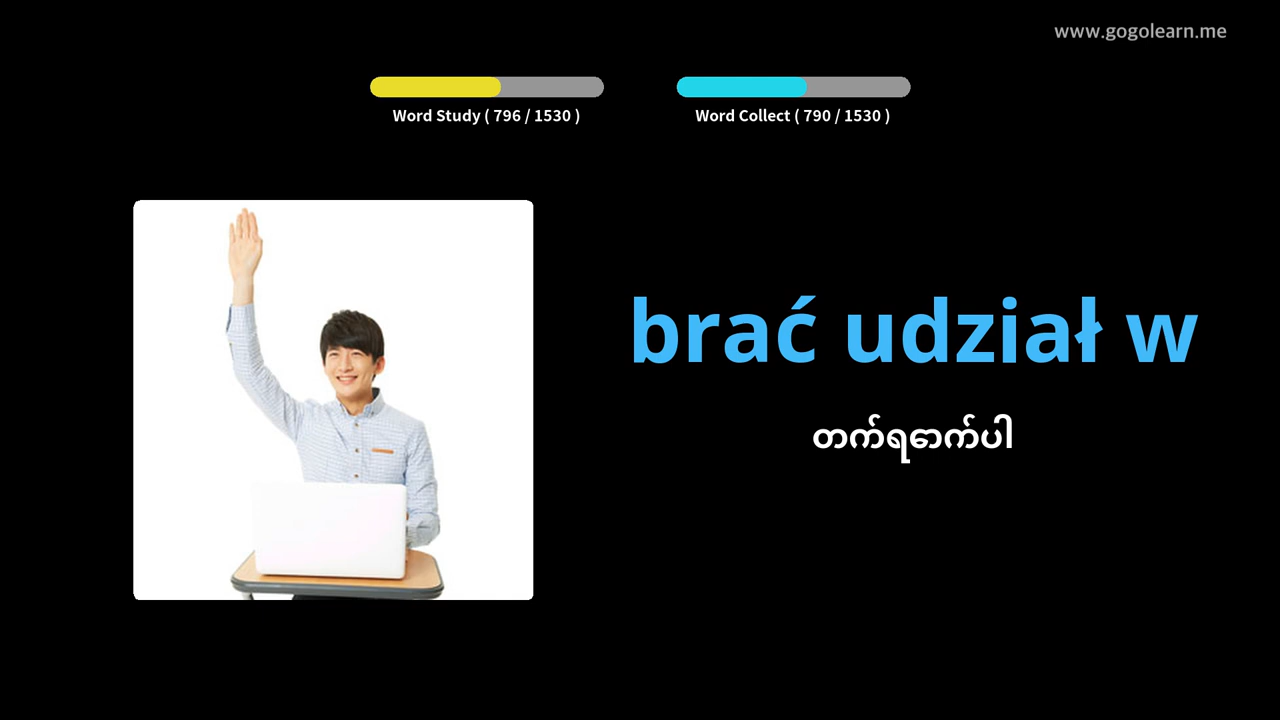 www.gogolearn.me
Word Study ( 796 / 1530 )
Word Collect ( 790 / 1530 )
brać udział w
တက်ရောက်ပါ